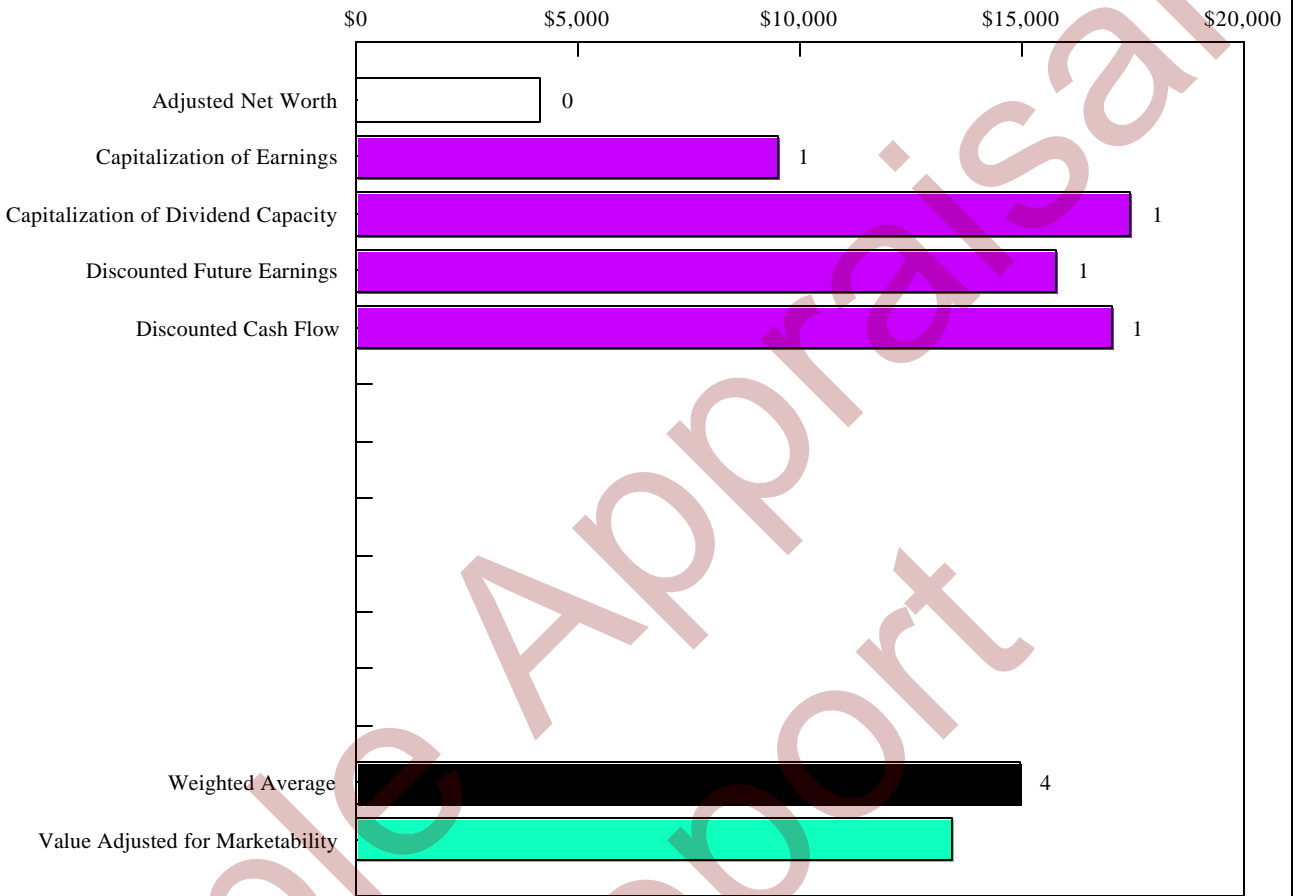 $0 $5,000 $10,000 $15,000 $20,000
Adjusted Net Worth 0
Capitalization of Earnings 1
Capitalization of Dividend Capacity 1
Discounted Future Earnings 1
Discounted Cash Flow 1
Weighted Average 4
Value Adjusted for Marketability
ple Appraisal
port